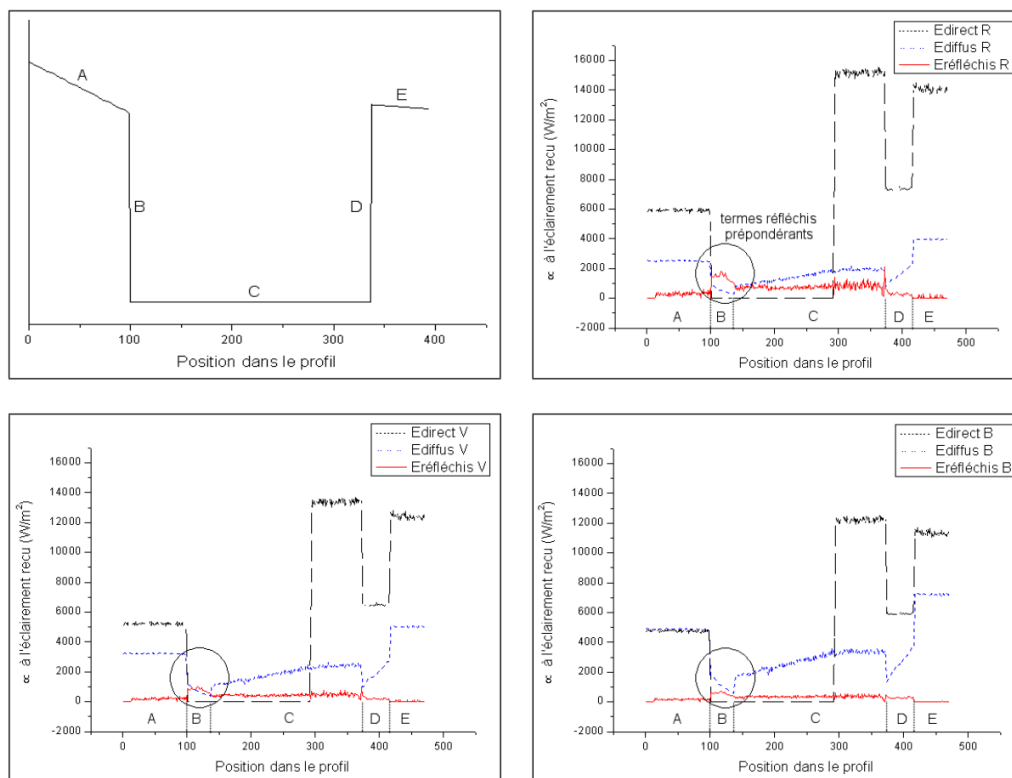 A
B
D
E
C
0
100
200
300
400
Position dans le profil
Edirect R
Ediffus R
Eréfléchis R
16000
14000
12000
10000
8000
6000
4000
2000
0
-2000
∝ à l'éclairement recu (W/m²)
termes réfléchis
prépondérants
A B C D E
0 100 200 300 400 500
Position dans le profil
Edirect V
Ediffus V
Eréfléchis V
16000
14000
12000
10000
8000
6000
4000
2000
0
-2000
∝ à l'éclairement recu (W/m²)
A B C D E
0 100 200 300 400 500
Position dans le profil
Edirect B
Ediffus B
Eréfléchis B
16000
14000
12000
10000
8000
6000
4000
2000
0
-2000
∝ à l'éclairement recu (W/m²)
A B C D E
0 100 200 300 400 500
Position dans le profil